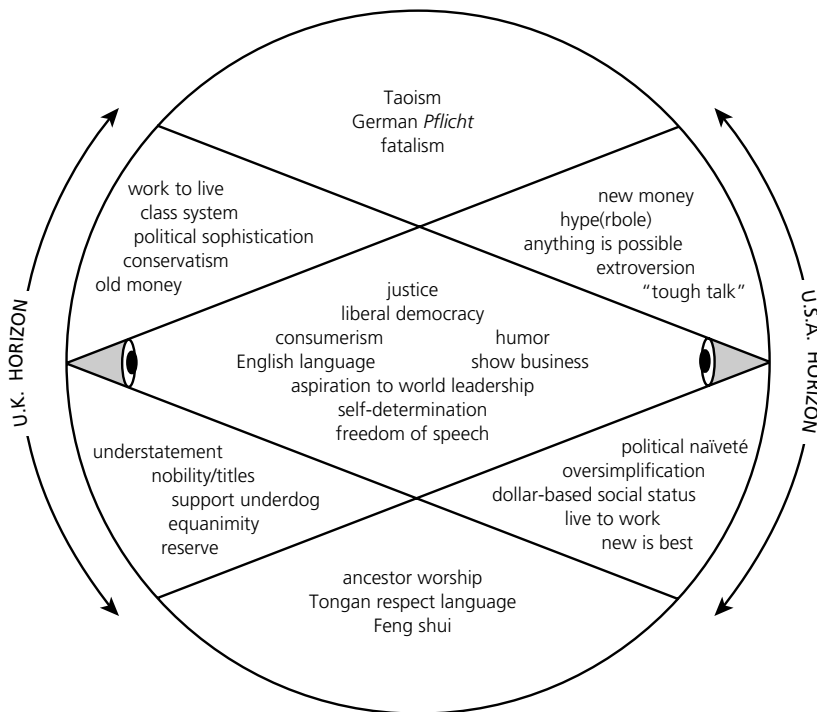 Taoism
German Pflicht
fatalism
work to live
class system
political sophistication
conservatism
old money
new money
hype(rbole)
anything is possible
extroversion
“tough talk”
U.K. HORIZON
U.S.A. HORIZON
justice
liberal democracy
consumerism humor
English language show business
aspiration to world leadership
self-determination
freedom of speech
understatement
nobility/titles
support underdog
equanimity
reserve
political naïveté
oversimplification
dollar-based social status
live to work
new is best
ancestor worship
Tongan respect language
Feng shui